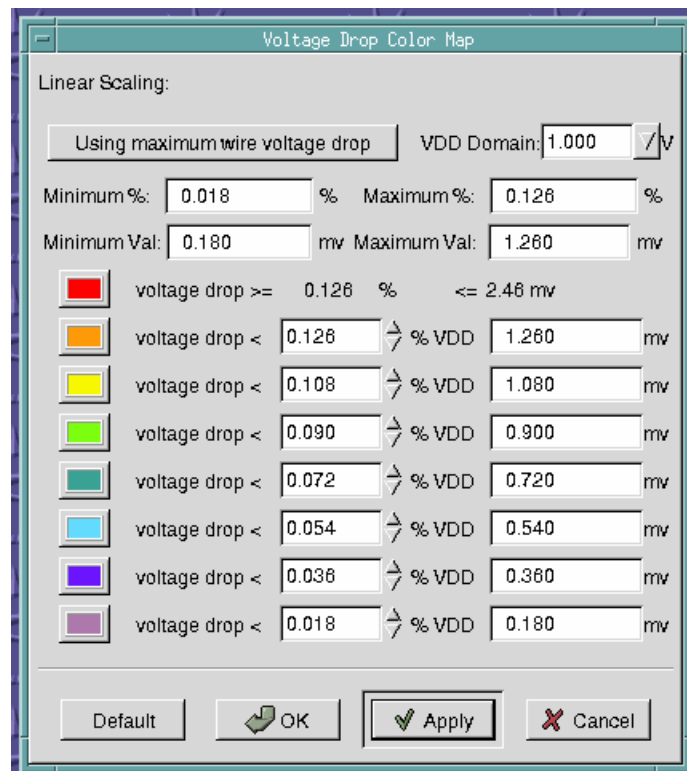 Voltage Drop Color Map
Linear Scaling:
Using maximum wire voltage drop VDD Domain: 1.000 V
Minimum %: 0.018 % Maximum %: 0.126 %
Minimum Val: 0.180 mv Maximum Val: 1.260 mv
voltage drop >= 0.126 % <= 2.46 mv
voltage drop < 0.126 % VDD 1.260 mv
voltage drop < 0.108 % VDD 1.080 mv
voltage drop < 0.090 % VDD 0.900 mv
voltage drop < 0.072 % VDD 0.720 mv
voltage drop < 0.054 % VDD 0.540 mv
voltage drop < 0.036 % VDD 0.360 mv
voltage drop < 0.018 % VDD 0.180 mv
Default OK Apply Cancel